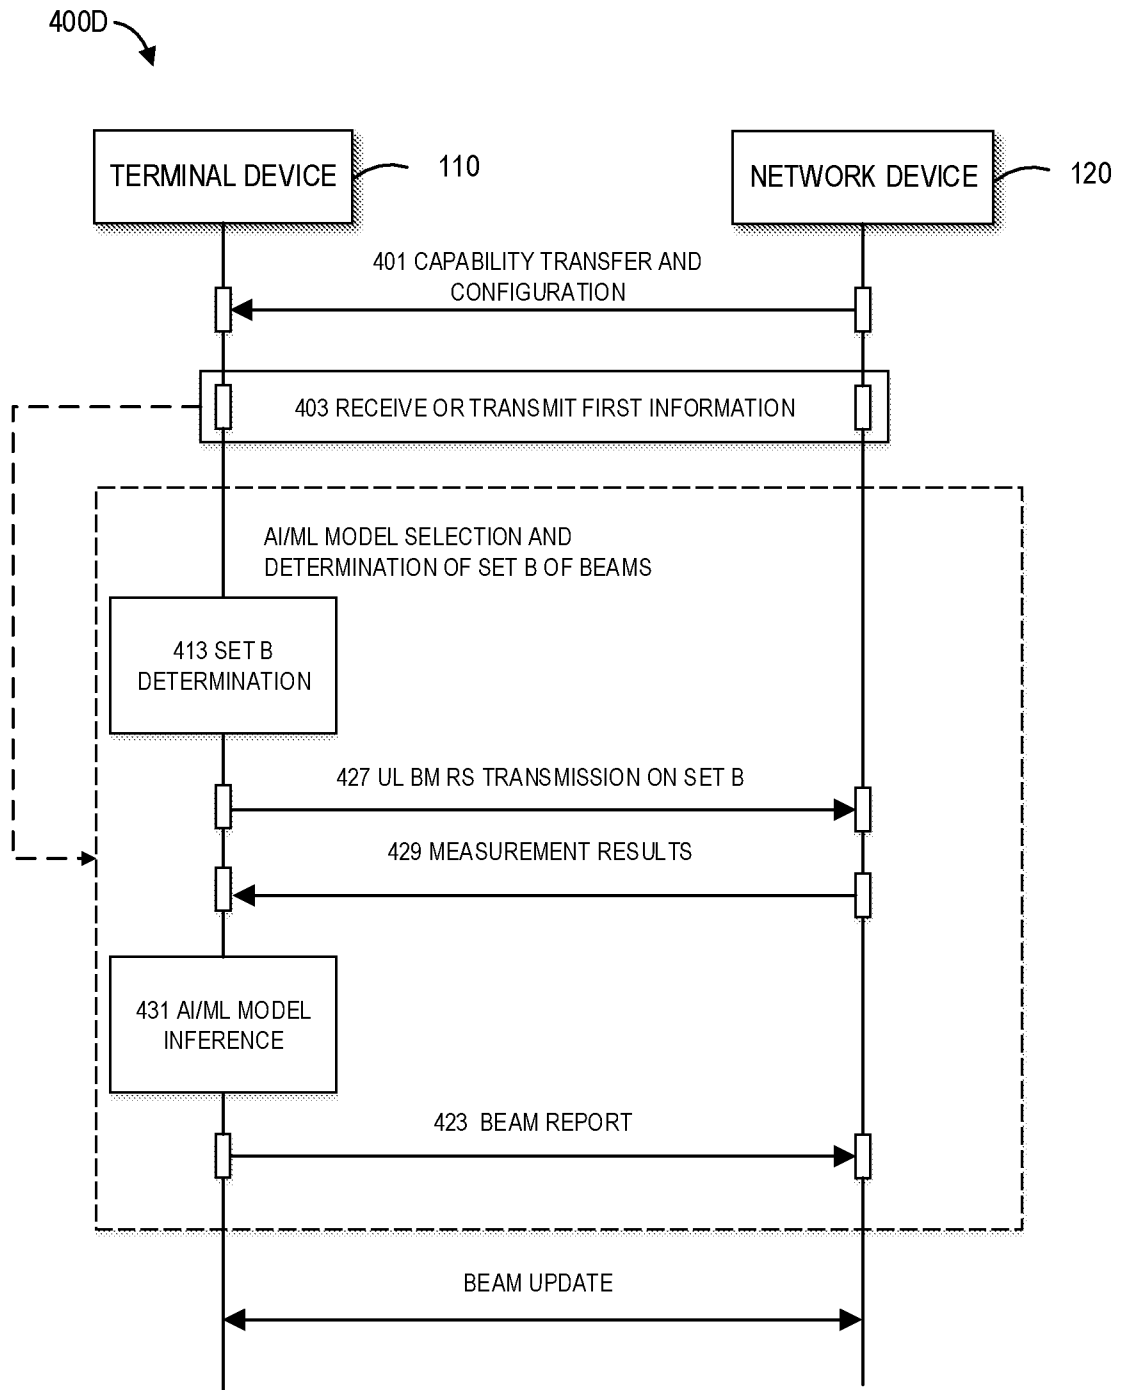 400D
TERMINAL DEVICE
110
NETWORK DEVICE
120
401 CAPABILITY TRANSFER AND
CONFIGURATION
403 RECEIVE OR TRANSMIT FIRST INFORMATION
AI/ML MODEL SELECTION AND
DETERMINATION OF SET B OF BEAMS
413 SET B
DETERMINATION
427 UL BM RS TRANSMISSION ON SET B
429 MEASUREMENT RESULTS
431 AI/ML MODEL
INFERENCE
423 BEAM REPORT
BEAM UPDATE